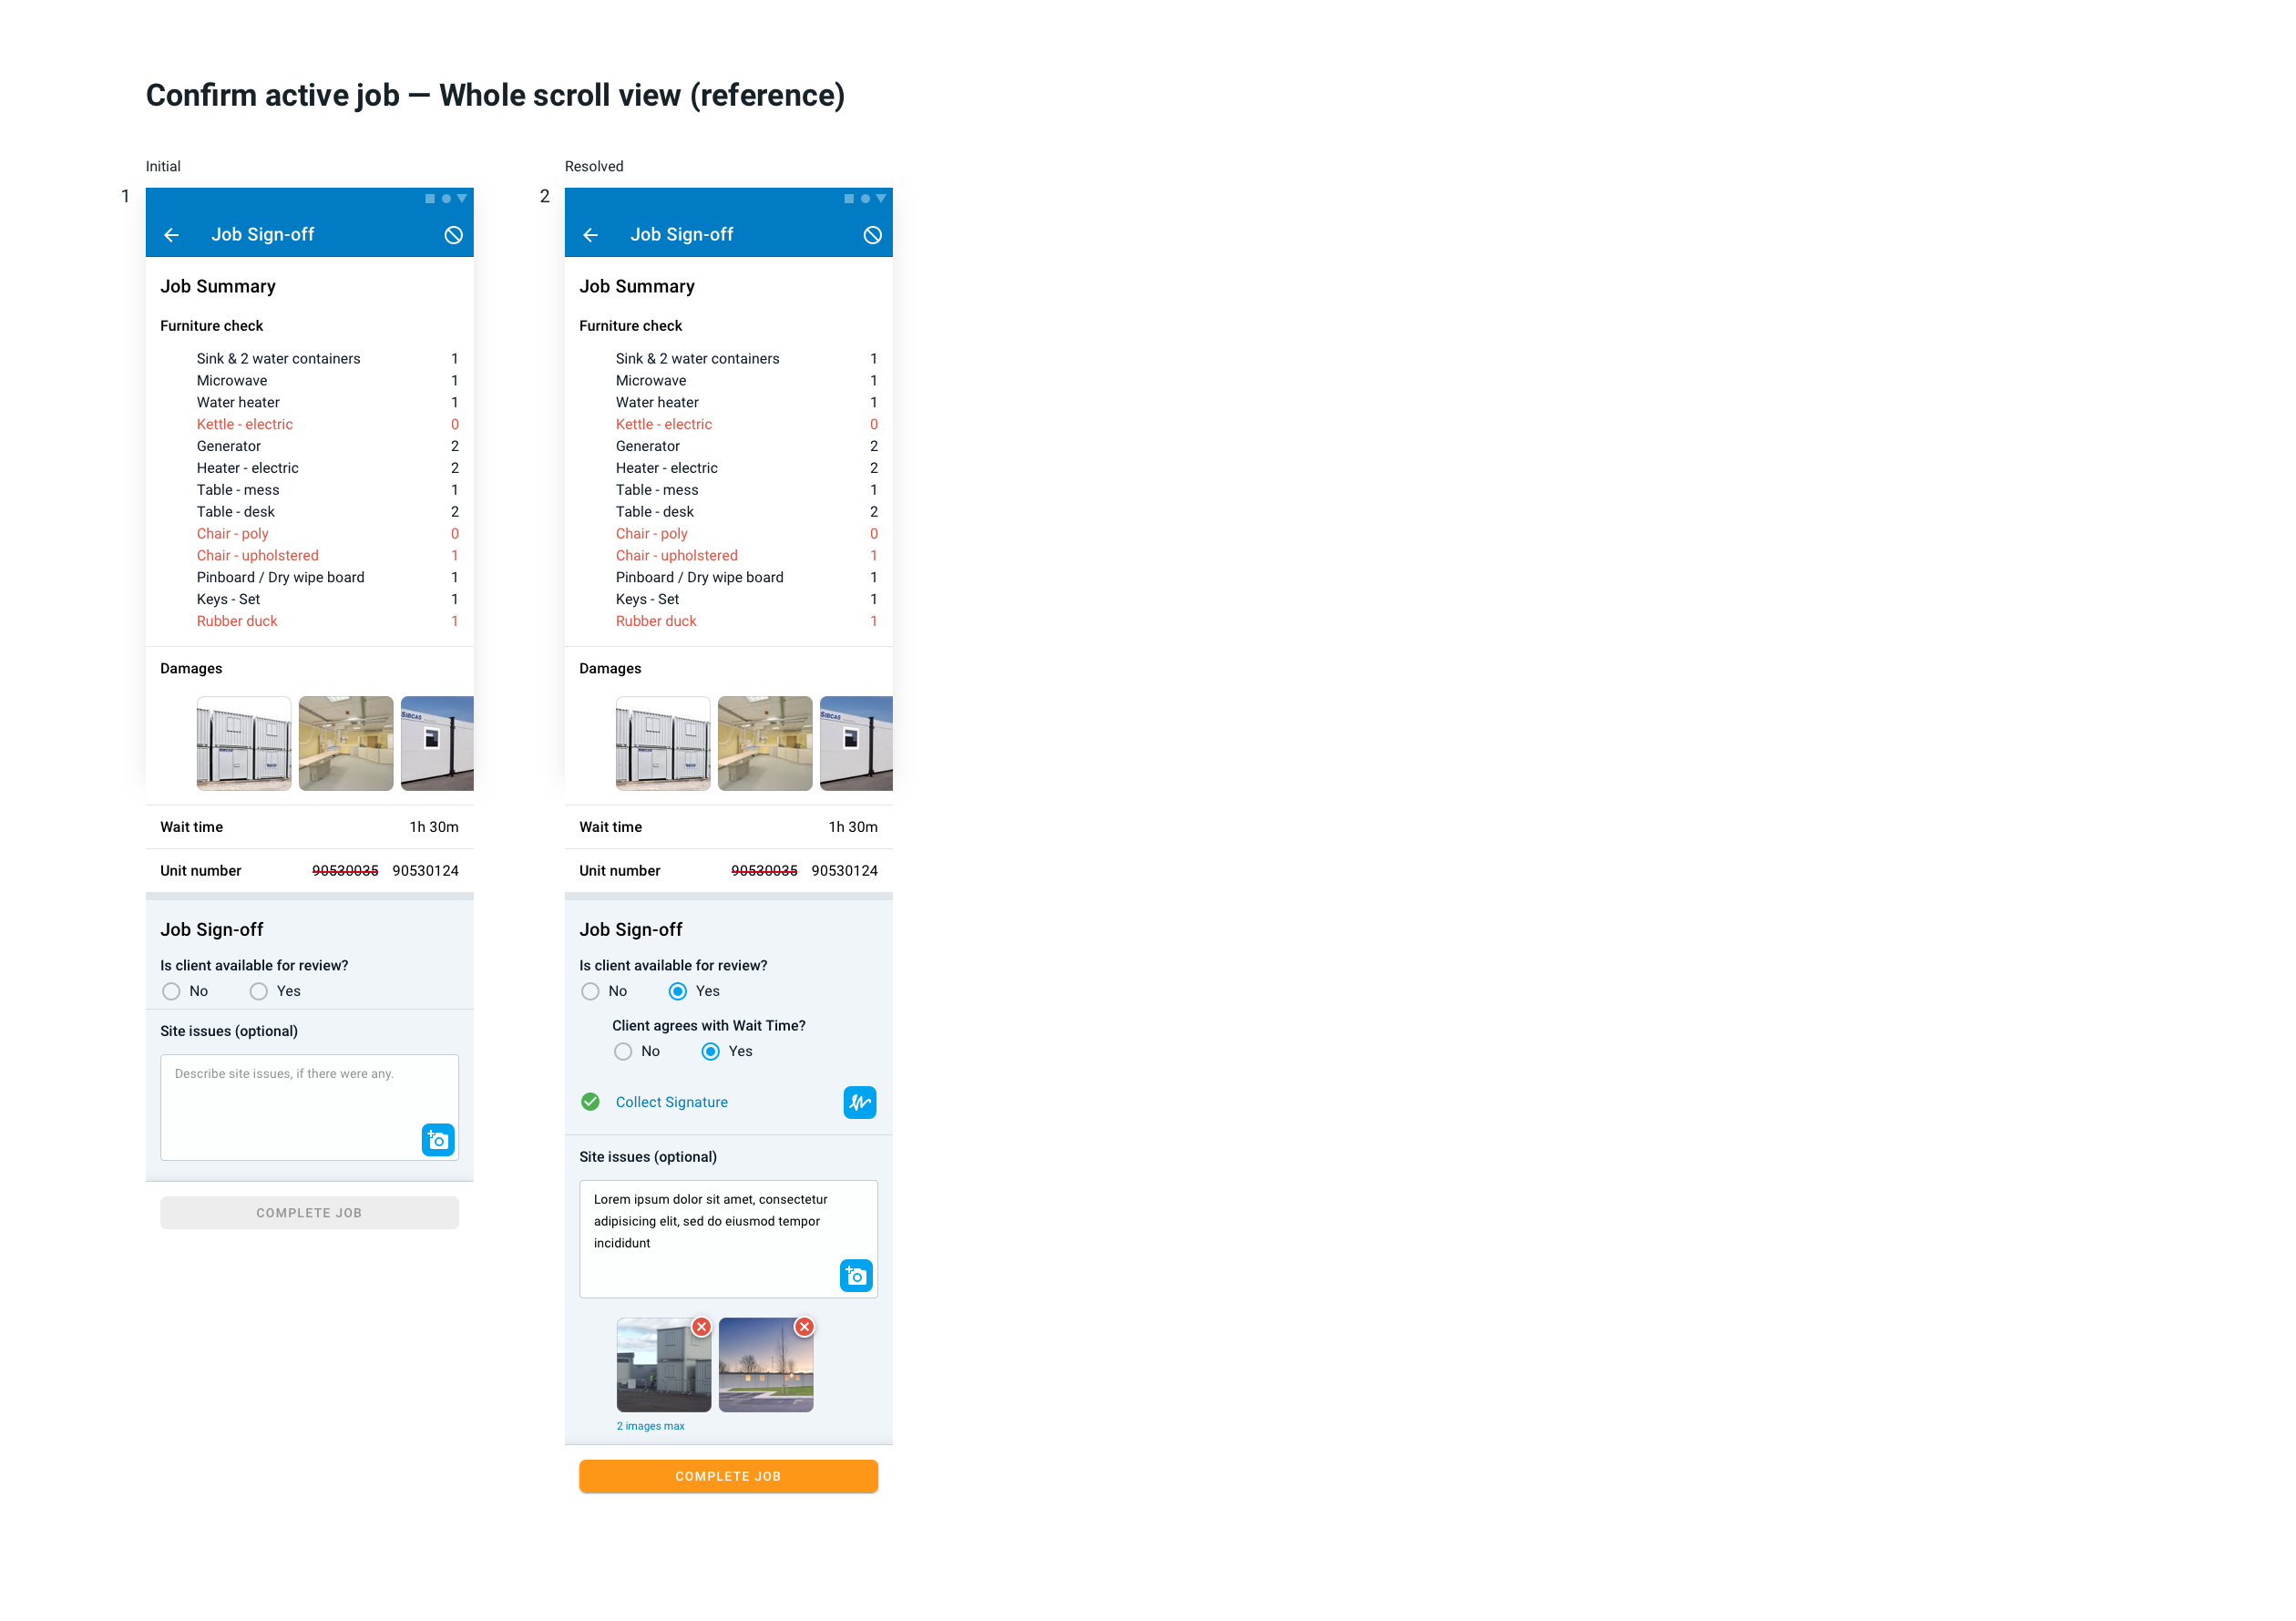 Confirm active job — Whole scroll view (reference)
Initial
1
Job Sign-off
Job Summary
Furniture check
Sink & 2 water containers 1
Microwave 1
Water heater 1
Kettle - electric 0
Generator 2
Heater - electric 2
Table - mess 1
Table - desk 2
Chair - poly 0
Chair - upholstered 1
Pinboard / Dry wipe board 1
Keys - Set 1
Rubber duck 1
Damages
SIBCAS
SIBCAS
Wait time 1h 30m
Unit number 90530035 90530124
Job Sign-off
Is client available for review?
No Yes
Site issues (optional)
Describe site issues, if there were any.
COMPLETE JOB
Resolved
2
Job Sign-off
Job Summary
Furniture check
Sink & 2 water containers 1
Microwave 1
Water heater 1
Kettle - electric 0
Generator 2
Heater - electric 2
Table - mess 1
Table - desk 2
Chair - poly 0
Chair - upholstered 1
Pinboard / Dry wipe board 1
Keys - Set 1
Rubber duck 1
Damages
SIBCAS
SIBCAS
Wait time 1h 30m
Unit number 90530035 90530124
Job Sign-off
Is client available for review?
No Yes
Client agrees with Wait Time?
No Yes
Collect Signature
Site issues (optional)
Lorem ipsum dolor sit amet, consectetur
adipisicing elit, sed do eiusmod tempor
incididunt
2 images max
COMPLETE JOB